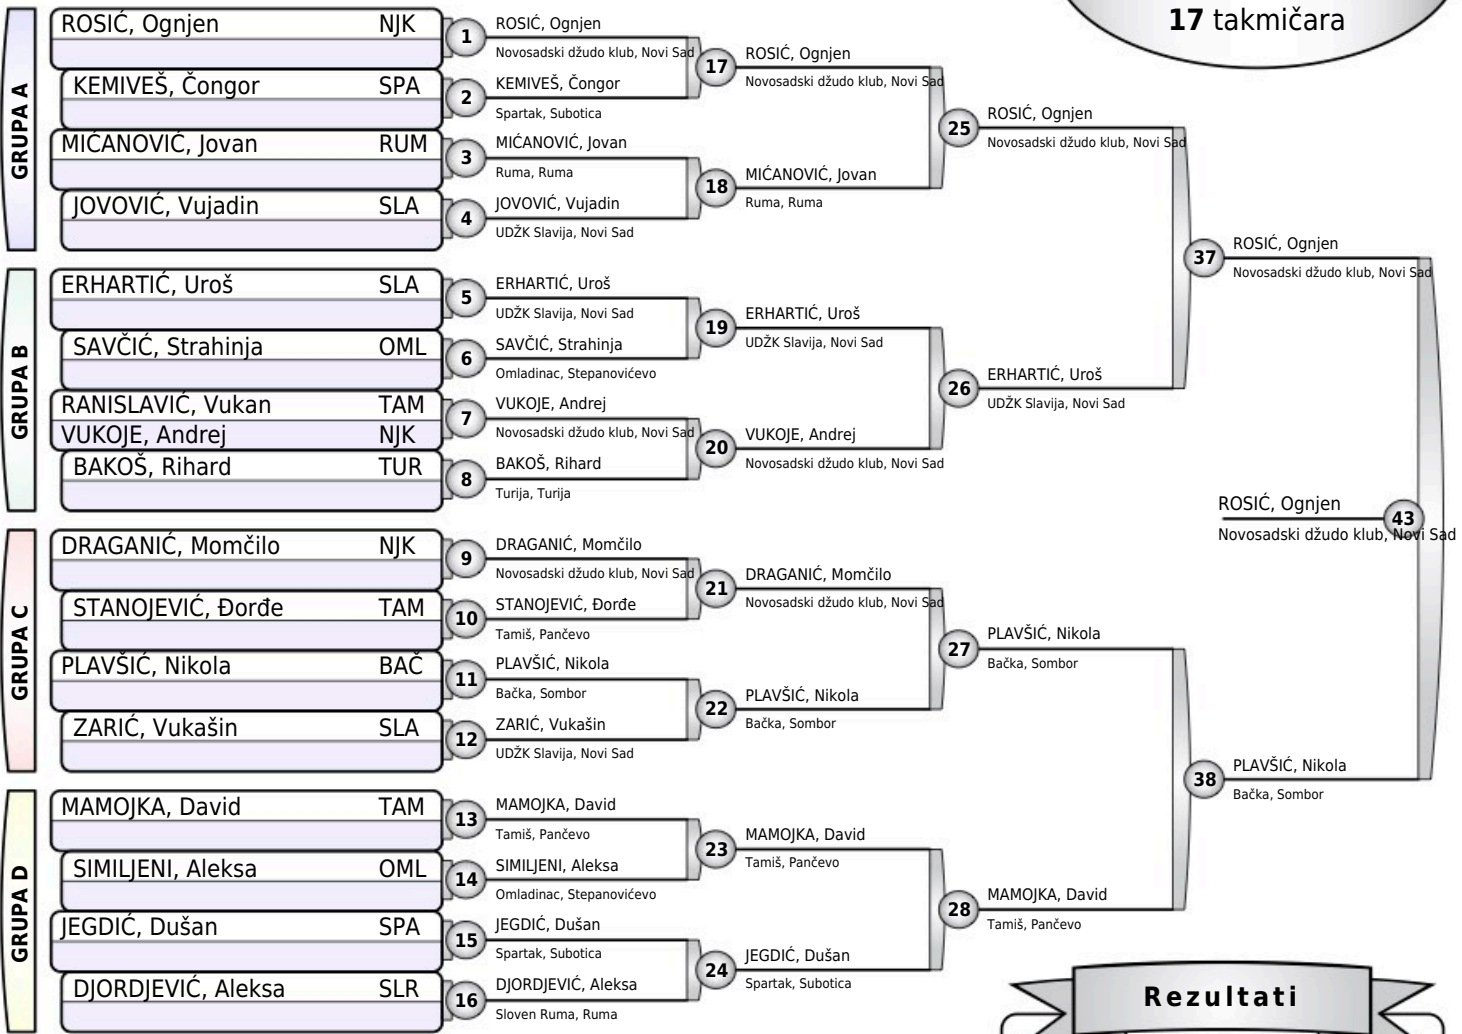 17 takmičara
GRUPA A
ROSIĆ, Ognjen NJK
KEMIVEŠ, Čongor SPA
MIĆANOVIĆ, Jovan RUM
JOVOVIĆ, Vujadin SLA
GRUPA B
ERHARTIĆ, Uroš SLA
SAVČIĆ, Strahinja OML
RANISLAVIĆ, Vukan TAM
VUKOJE, Andrej NJK
BAKOŠ, Rihard TUR
GRUPA C
DRAGANIĆ, Momčilo NJK
STANOJEVIĆ, Đorđe TAM
PLAVŠIĆ, Nikola BAČ
ZARIĆ, Vukašin SLA
GRUPA D
MAMOJKA, David TAM
SIMILJENI, Aleksa OML
JEGDIĆ, Dušan SPA
DJORDJEVIĆ, Aleksa SLR
1 ROSIĆ, Ognjen
Novosadski džudo klub, Novi Sad
2 KEMIVEŠ, Čongor
Spartak, Subotica
3 MIĆANOVIĆ, Jovan
Ruma, Ruma
4 JOVOVIĆ, Vujadin
UDŽK Slavija, Novi Sad
5 ERHARTIĆ, Uroš
UDŽK Slavija, Novi Sad
6 SAVČIĆ, Strahinja
Omladinac, Stepanovićevo
7 VUKOJE, Andrej
Novosadski džudo klub, Novi Sad
8 BAKOŠ, Rihard
Turija, Turija
9 DRAGANIĆ, Momčilo
Novosadski džudo klub, Novi Sad
10 STANOJEVIĆ, Đorđe
Tamiš, Pančevo
11 PLAVŠIĆ, Nikola
Bačka, Sombor
12 ZARIĆ, Vukašin
UDŽK Slavija, Novi Sad
13 MAMOJKA, David
Tamiš, Pančevo
14 SIMILJENI, Aleksa
Omladinac, Stepanovićevo
15 JEGDIĆ, Dušan
Spartak, Subotica
16 DJORDJEVIĆ, Aleksa
Sloven Ruma, Ruma
17 ROSIĆ, Ognjen
Novosadski džudo klub, Novi Sad
18 MIĆANOVIĆ, Jovan
Ruma, Ruma
19 ERHARTIĆ, Uroš
UDŽK Slavija, Novi Sad
20 VUKOJE, Andrej
Novosadski džudo klub, Novi Sad
21 DRAGANIĆ, Momčilo
Novosadski džudo klub, Novi Sad
22 PLAVŠIĆ, Nikola
Bačka, Sombor
23 MAMOJKA, David
Tamiš, Pančevo
24 JEGDIĆ, Dušan
Spartak, Subotica
25 ROSIĆ, Ognjen
Novosadski džudo klub, Novi Sad
26 ERHARTIĆ, Uroš
UDŽK Slavija, Novi Sad
27 PLAVŠIĆ, Nikola
Bačka, Sombor
28 MAMOJKA, David
Tamiš, Pančevo
37 ROSIĆ, Ognjen
Novosadski džudo klub, Novi Sad
38 PLAVŠIĆ, Nikola
Bačka, Sombor
ROSIĆ, Ognjen 43
Novosadski džudo klub, Novi Sad
Rezultati